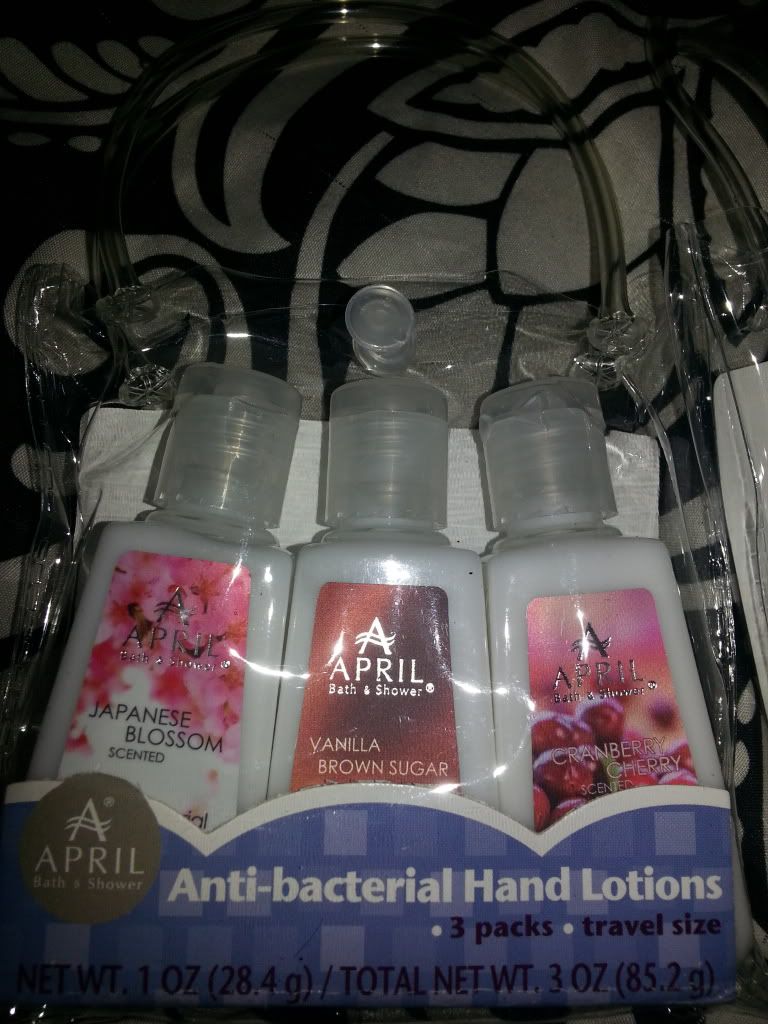 A
APRIL
Bath & Shower®
JAPANESE
BLOSSOM
SCENTED
A
APRIL
Bath & Shower®
VANILLA
BROWN SUGAR
A
APRIL
Bath & Shower®
CRANBERRY
CHERRY
SCENTED
A®
APRIL
Bath & Shower
Anti-bacterial Hand Lotions
• 3 packs • travel size
NET WT. 1 OZ (28.4 g) / TOTAL NET WT. 3 OZ (85.2 g)